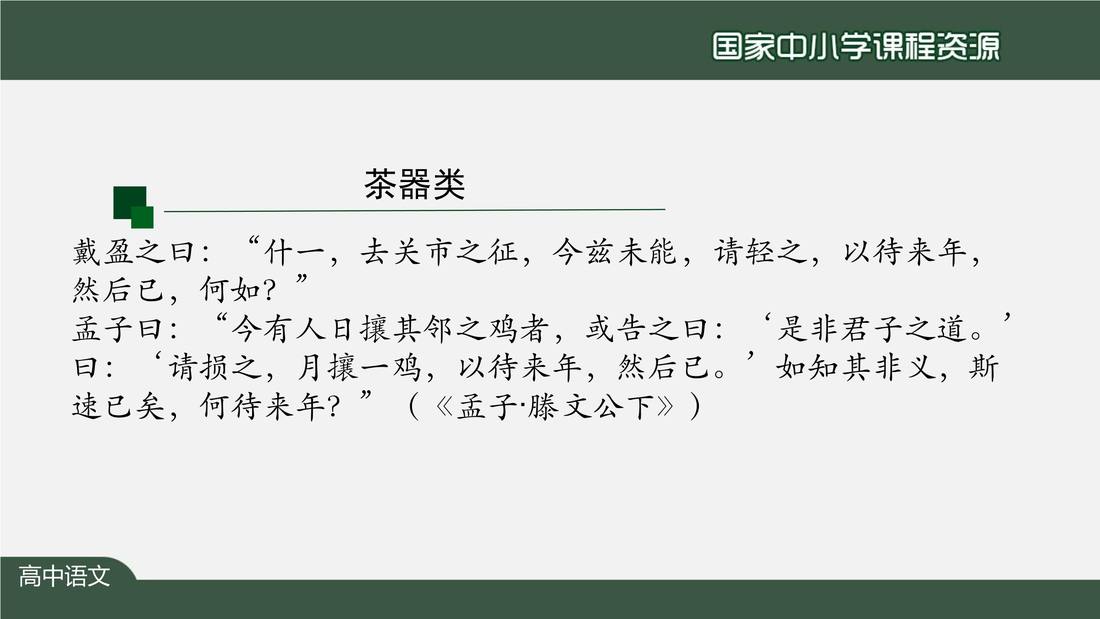 国家中小学课程资源
茶器类
戴盈之曰：“什一，去关市之征，今兹未能，请轻之，以待来年，
然后已，何如？”
孟子曰：“今有人日攘其邻之鸡者，或告之曰：‘是非君子之道。’
曰：‘请损之，月攘一鸡，以待来年，然后已。’如知其非义，斯
速已矣，何待来年？”（《孟子·滕文公下》）
高中语文